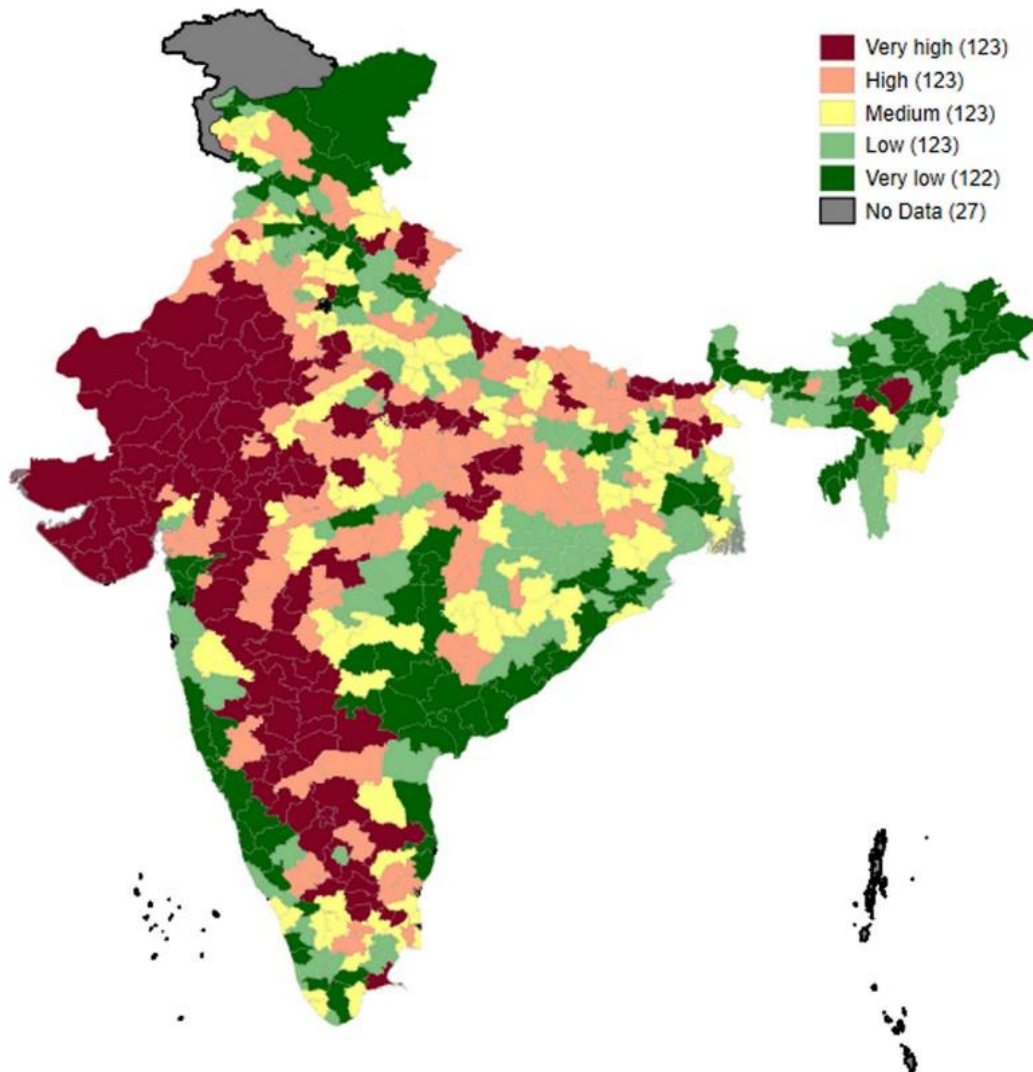 Very high (123)
High (123)
Medium (123)
Low (123)
Very low (122)
No Data (27)